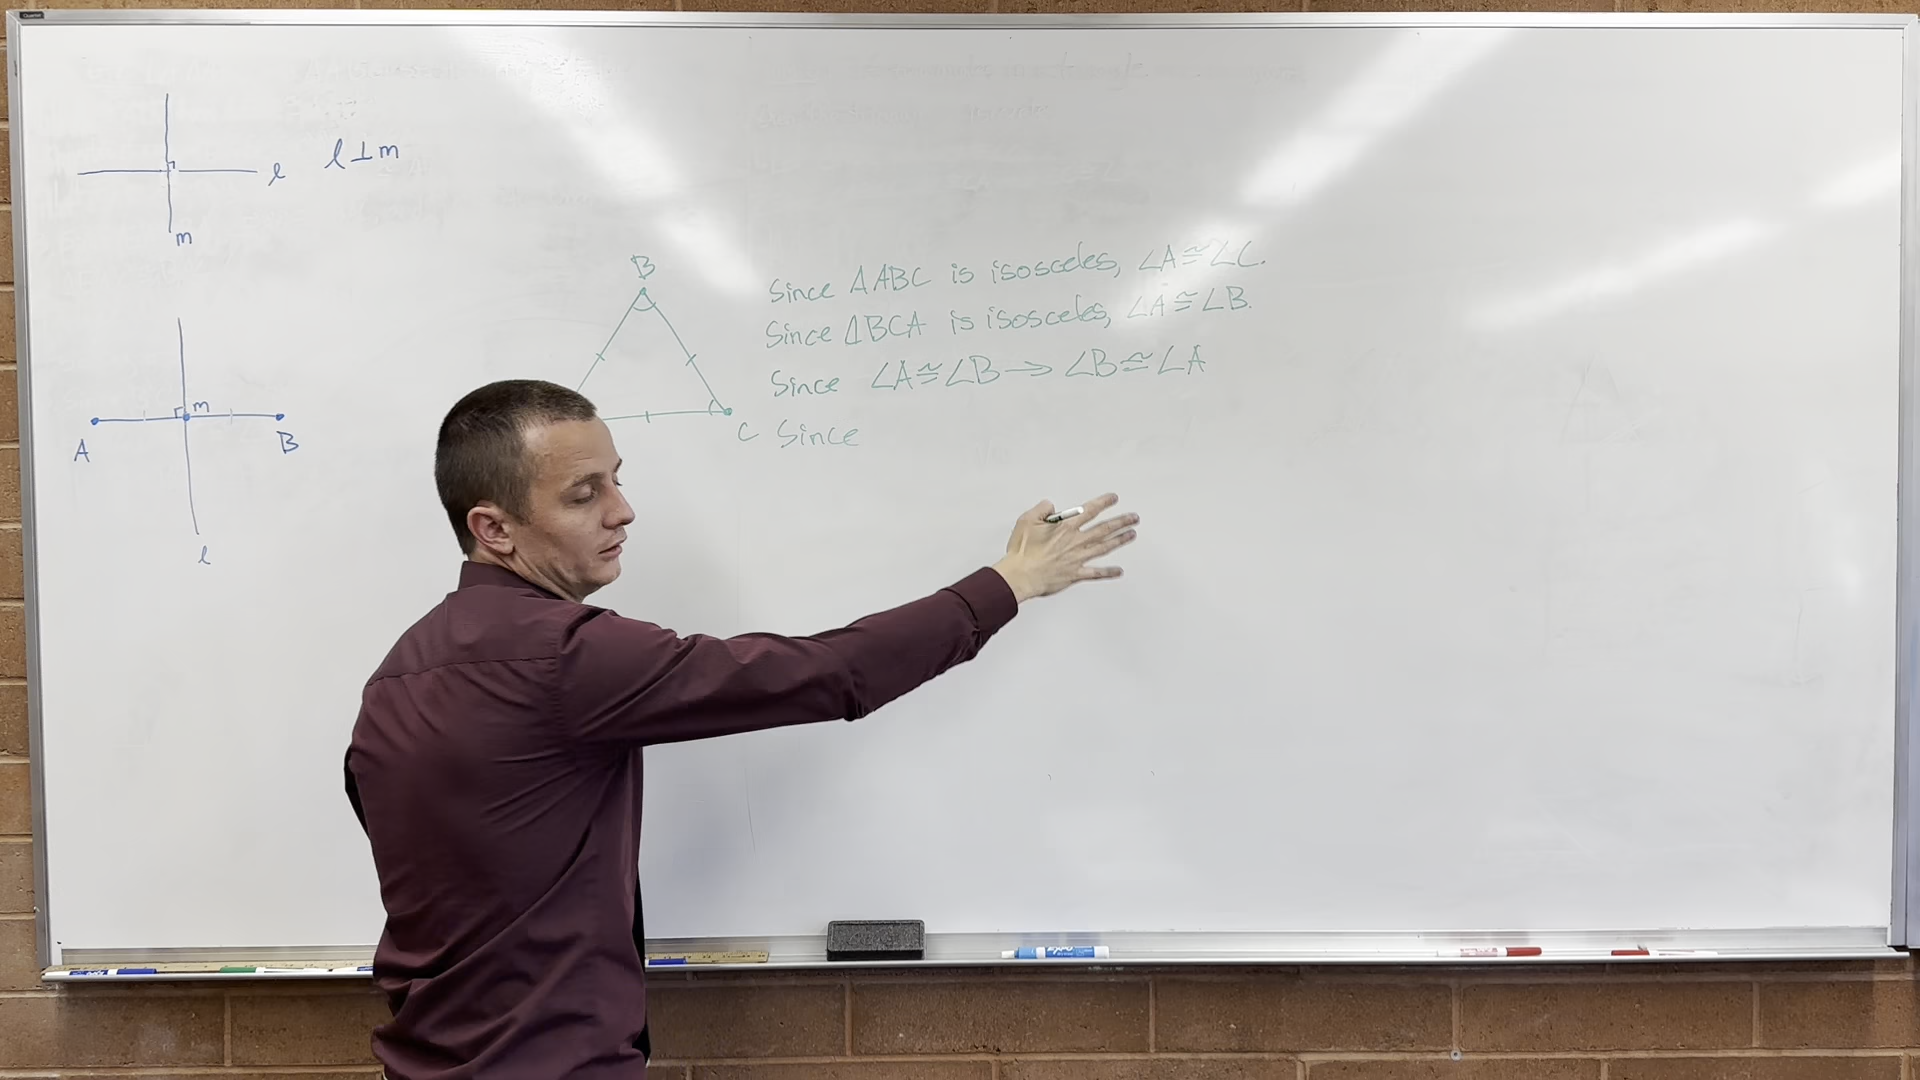 l
l⊥m
m
m
A
B
l
B
C
Since ΔABC is isosceles, ∠A≅∠C.
Since ΔBCA is isosceles, ∠A≅∠B.
Since ∠A≅∠B → ∠B≅∠A
Since